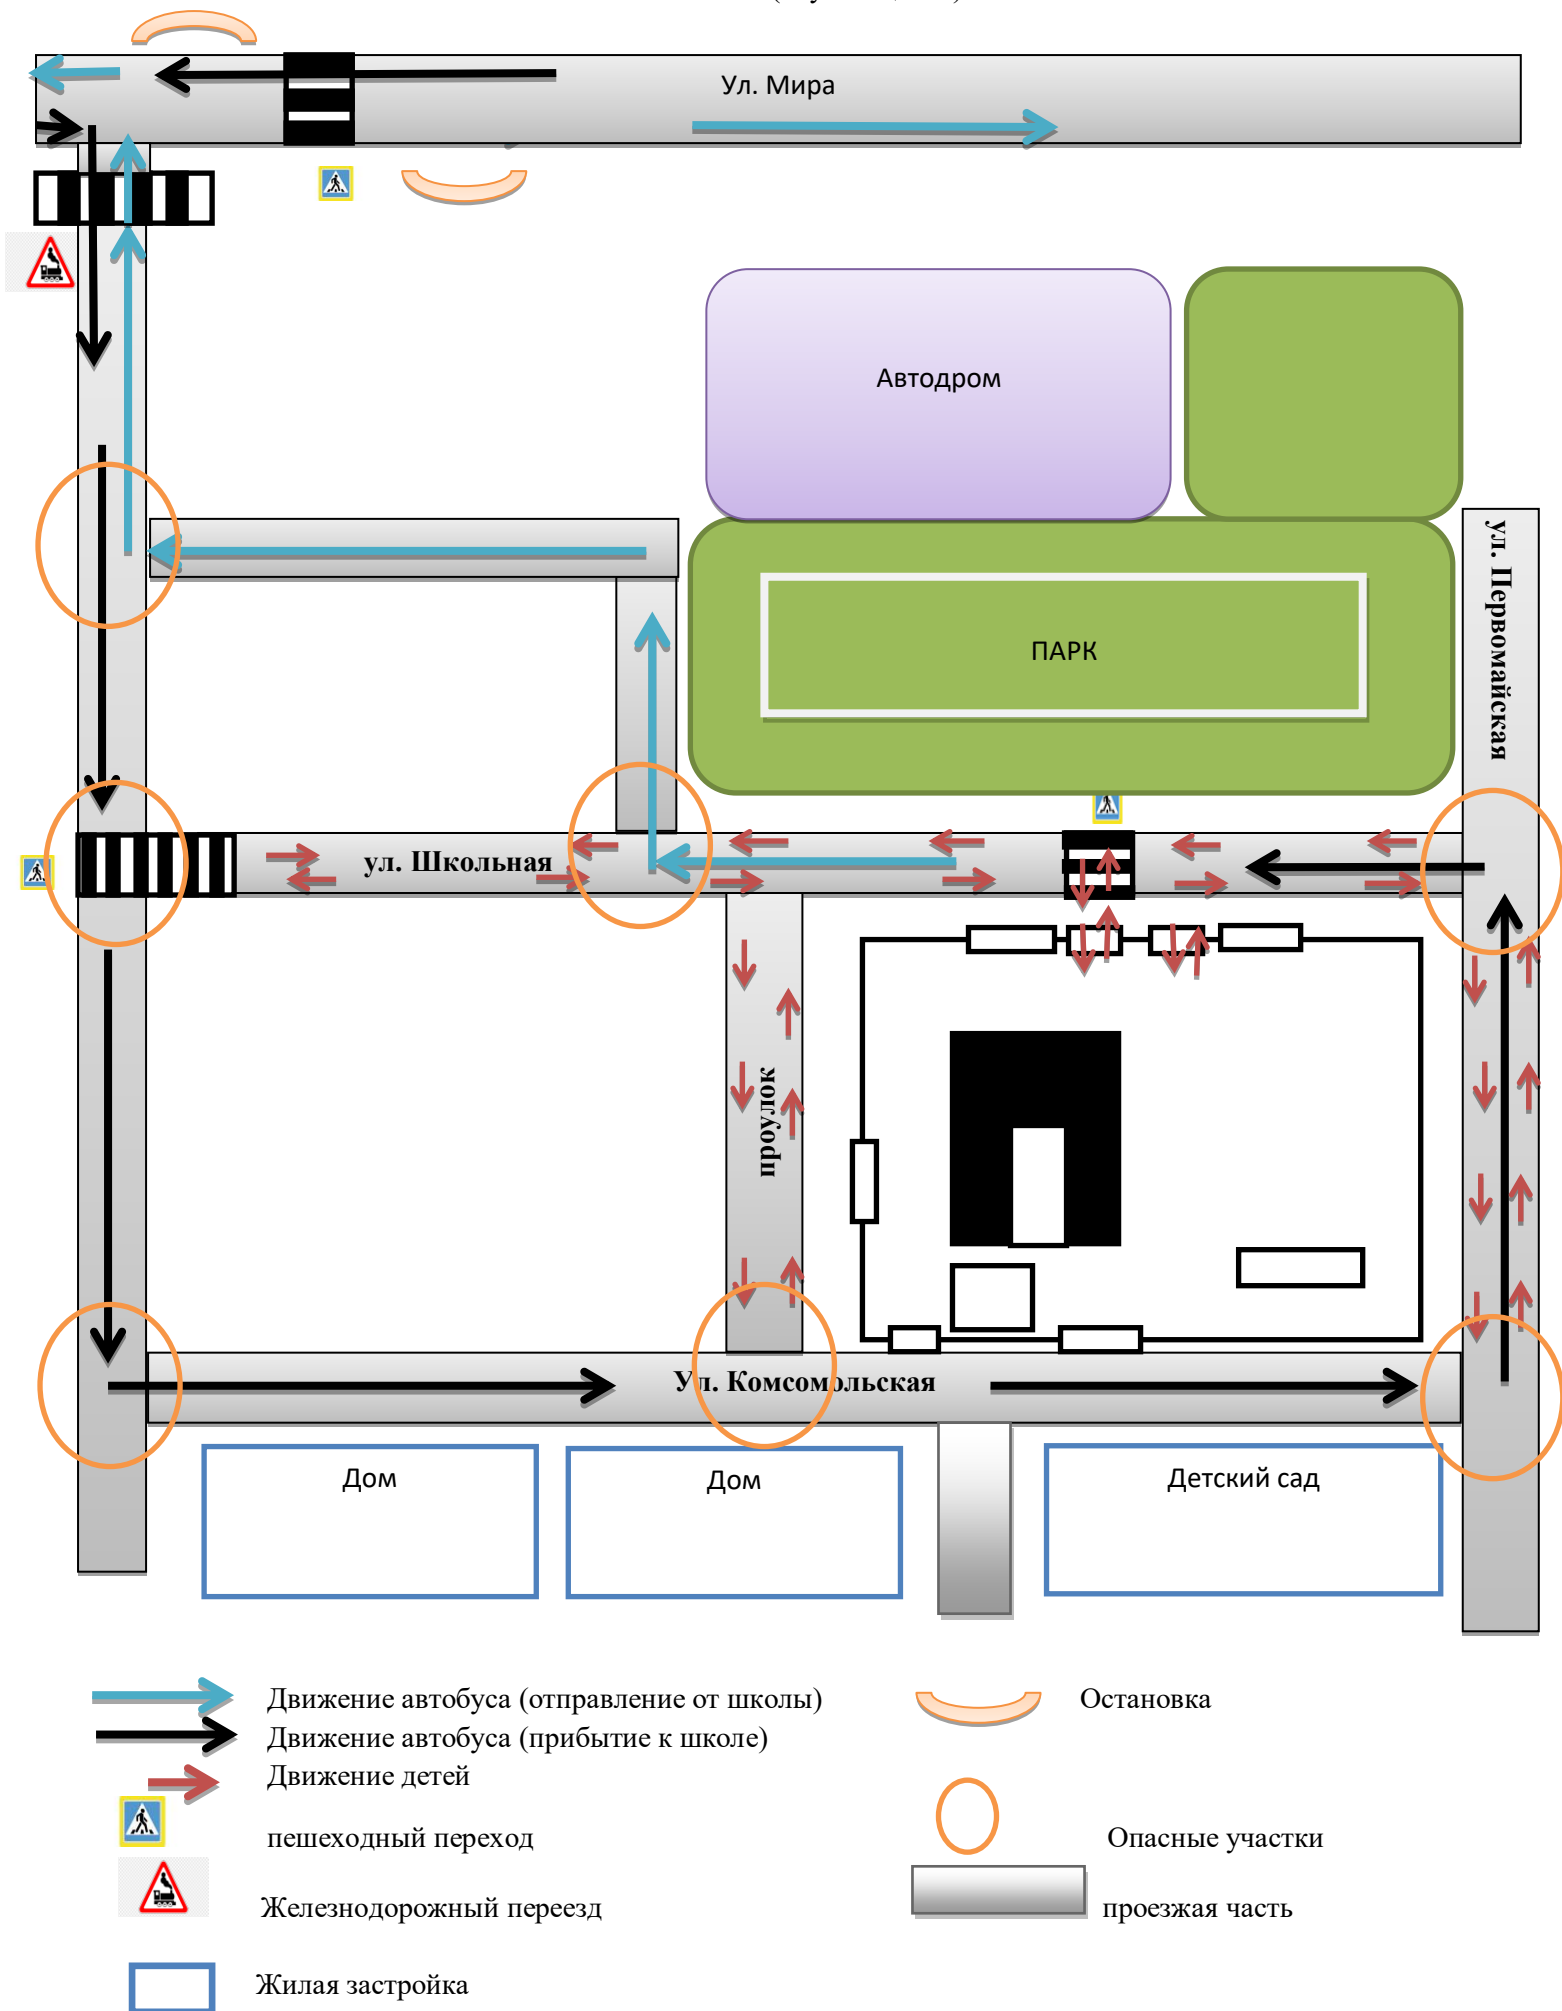 Ул. Мира
Автодром
ул. Первомайская
ПАРК
ул. Школьная
проулок
Ул. Комсомольская
Дом
Дом
Детский сад
Движение автобуса (отправление от школы)
Остановка
Движение автобуса (прибытие к школе)
Движение детей
пешеходный переход
Опасные участки
Железнодорожный переезд
проезжая часть
Жилая застройка